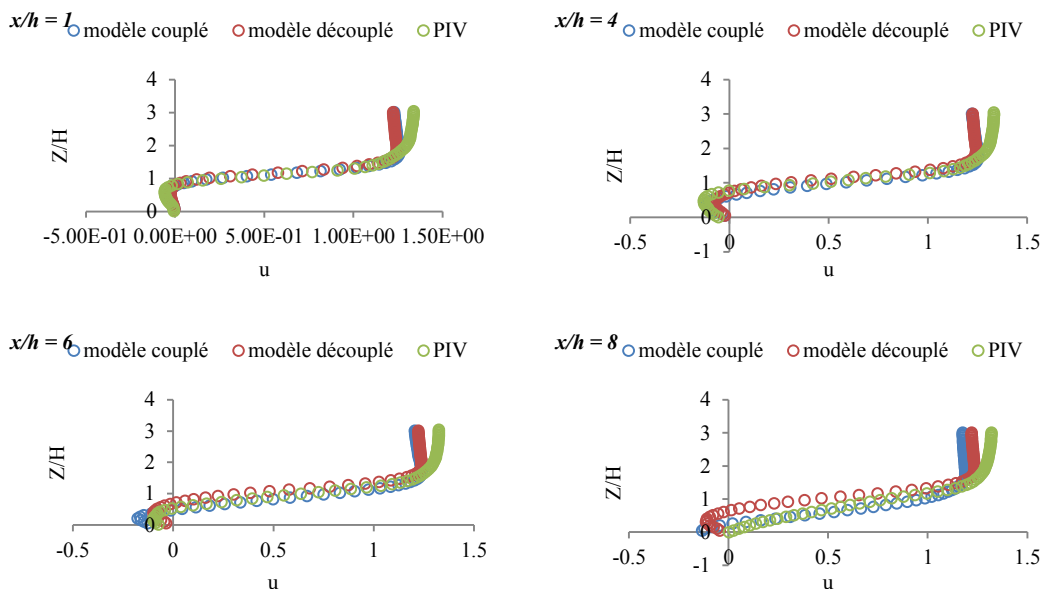 x/h = 1 modèle couplé modèle découplé PIV
4
3
2
1
0
Z/H
-5.00E-01 0.00E+00 5.00E-01 1.00E+00 1.50E+00
u
x/h = 4 modèle couplé modèle découplé PIV
4
3
2
1
0
-1
Z/H
-0.5 0 0.5 1 1.5
u
x/h = 6 modèle couplé modèle découplé PIV
4
3
2
1
0
Z/H
-0.5 0 0.5 1 1.5
u
x/h = 8 modèle couplé modèle découplé PIV
4
3
2
1
0
-1
Z/H
-0.5 0 0.5 1 1.5
u